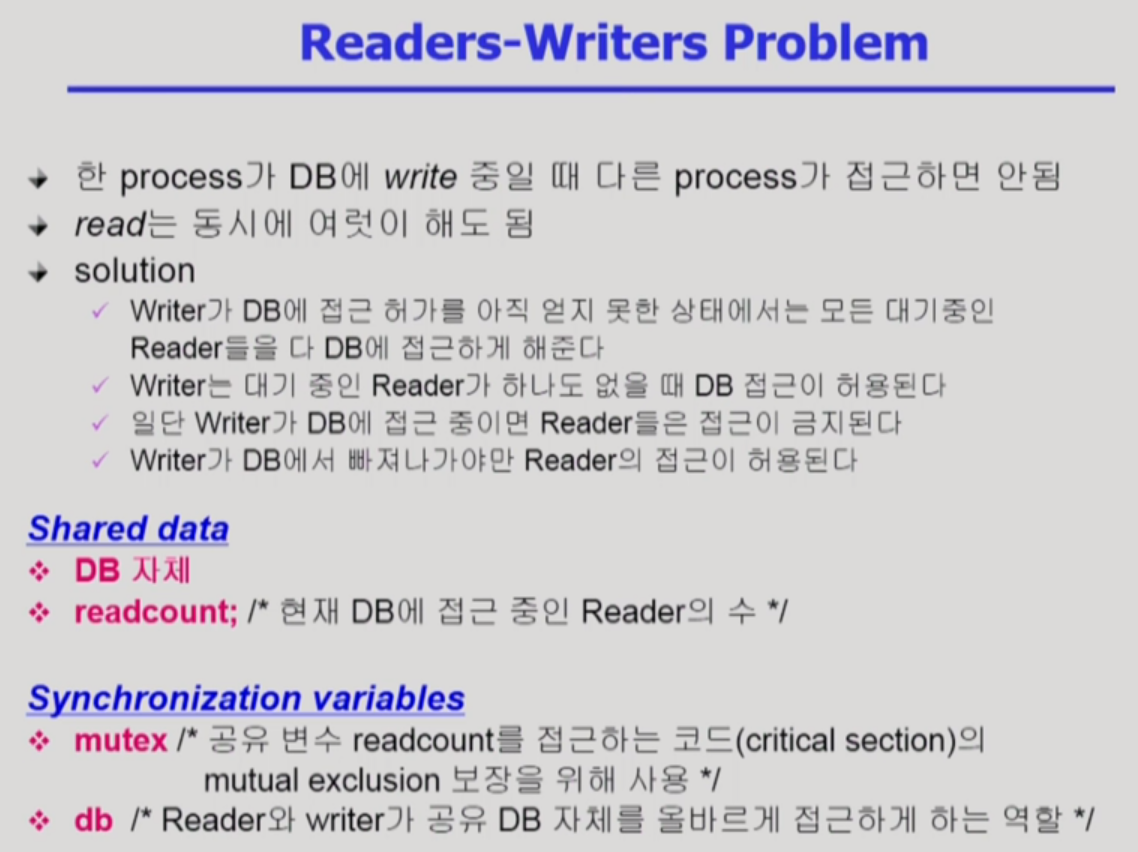 Readers-Writers Problem
한 process가 DB에 write 중일 때 다른 process가 접근하면 안됨
read는 동시에 여럿이 해도 됨
solution
Writer가 DB에 접근 허가를 아직 얻지 못한 상태에서는 모든 대기중인
Reader들을 다 DB에 접근하게 해준다
Writer는 대기 중인 Reader가 하나도 없을 때 DB 접근이 허용된다
일단 Writer가 DB에 접근 중이면 Reader들은 접근이 금지된다
Writer가 DB에서 빠져나가야만 Reader의 접근이 허용된다
Shared data
DB 자체
readcount; /* 현재 DB에 접근 중인 Reader의 수 */
Synchronization variables
mutex /* 공유 변수 readcount를 접근하는 코드(critical section)의
mutual exclusion 보장을 위해 사용 */
db /* Reader와 writer가 공유 DB 자체를 올바르게 접근하게 하는 역할 */